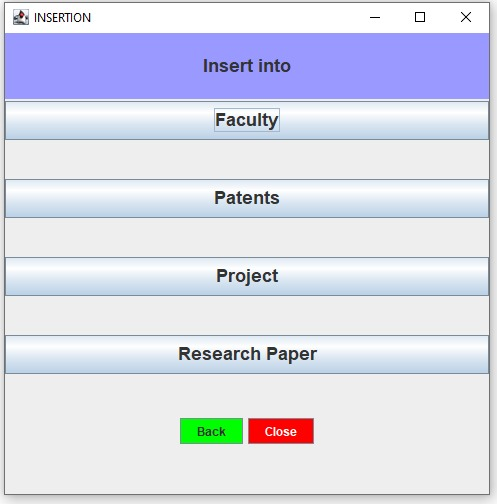 INSERTION
Insert into
Faculty
Patents
Project
Research Paper
Back Close